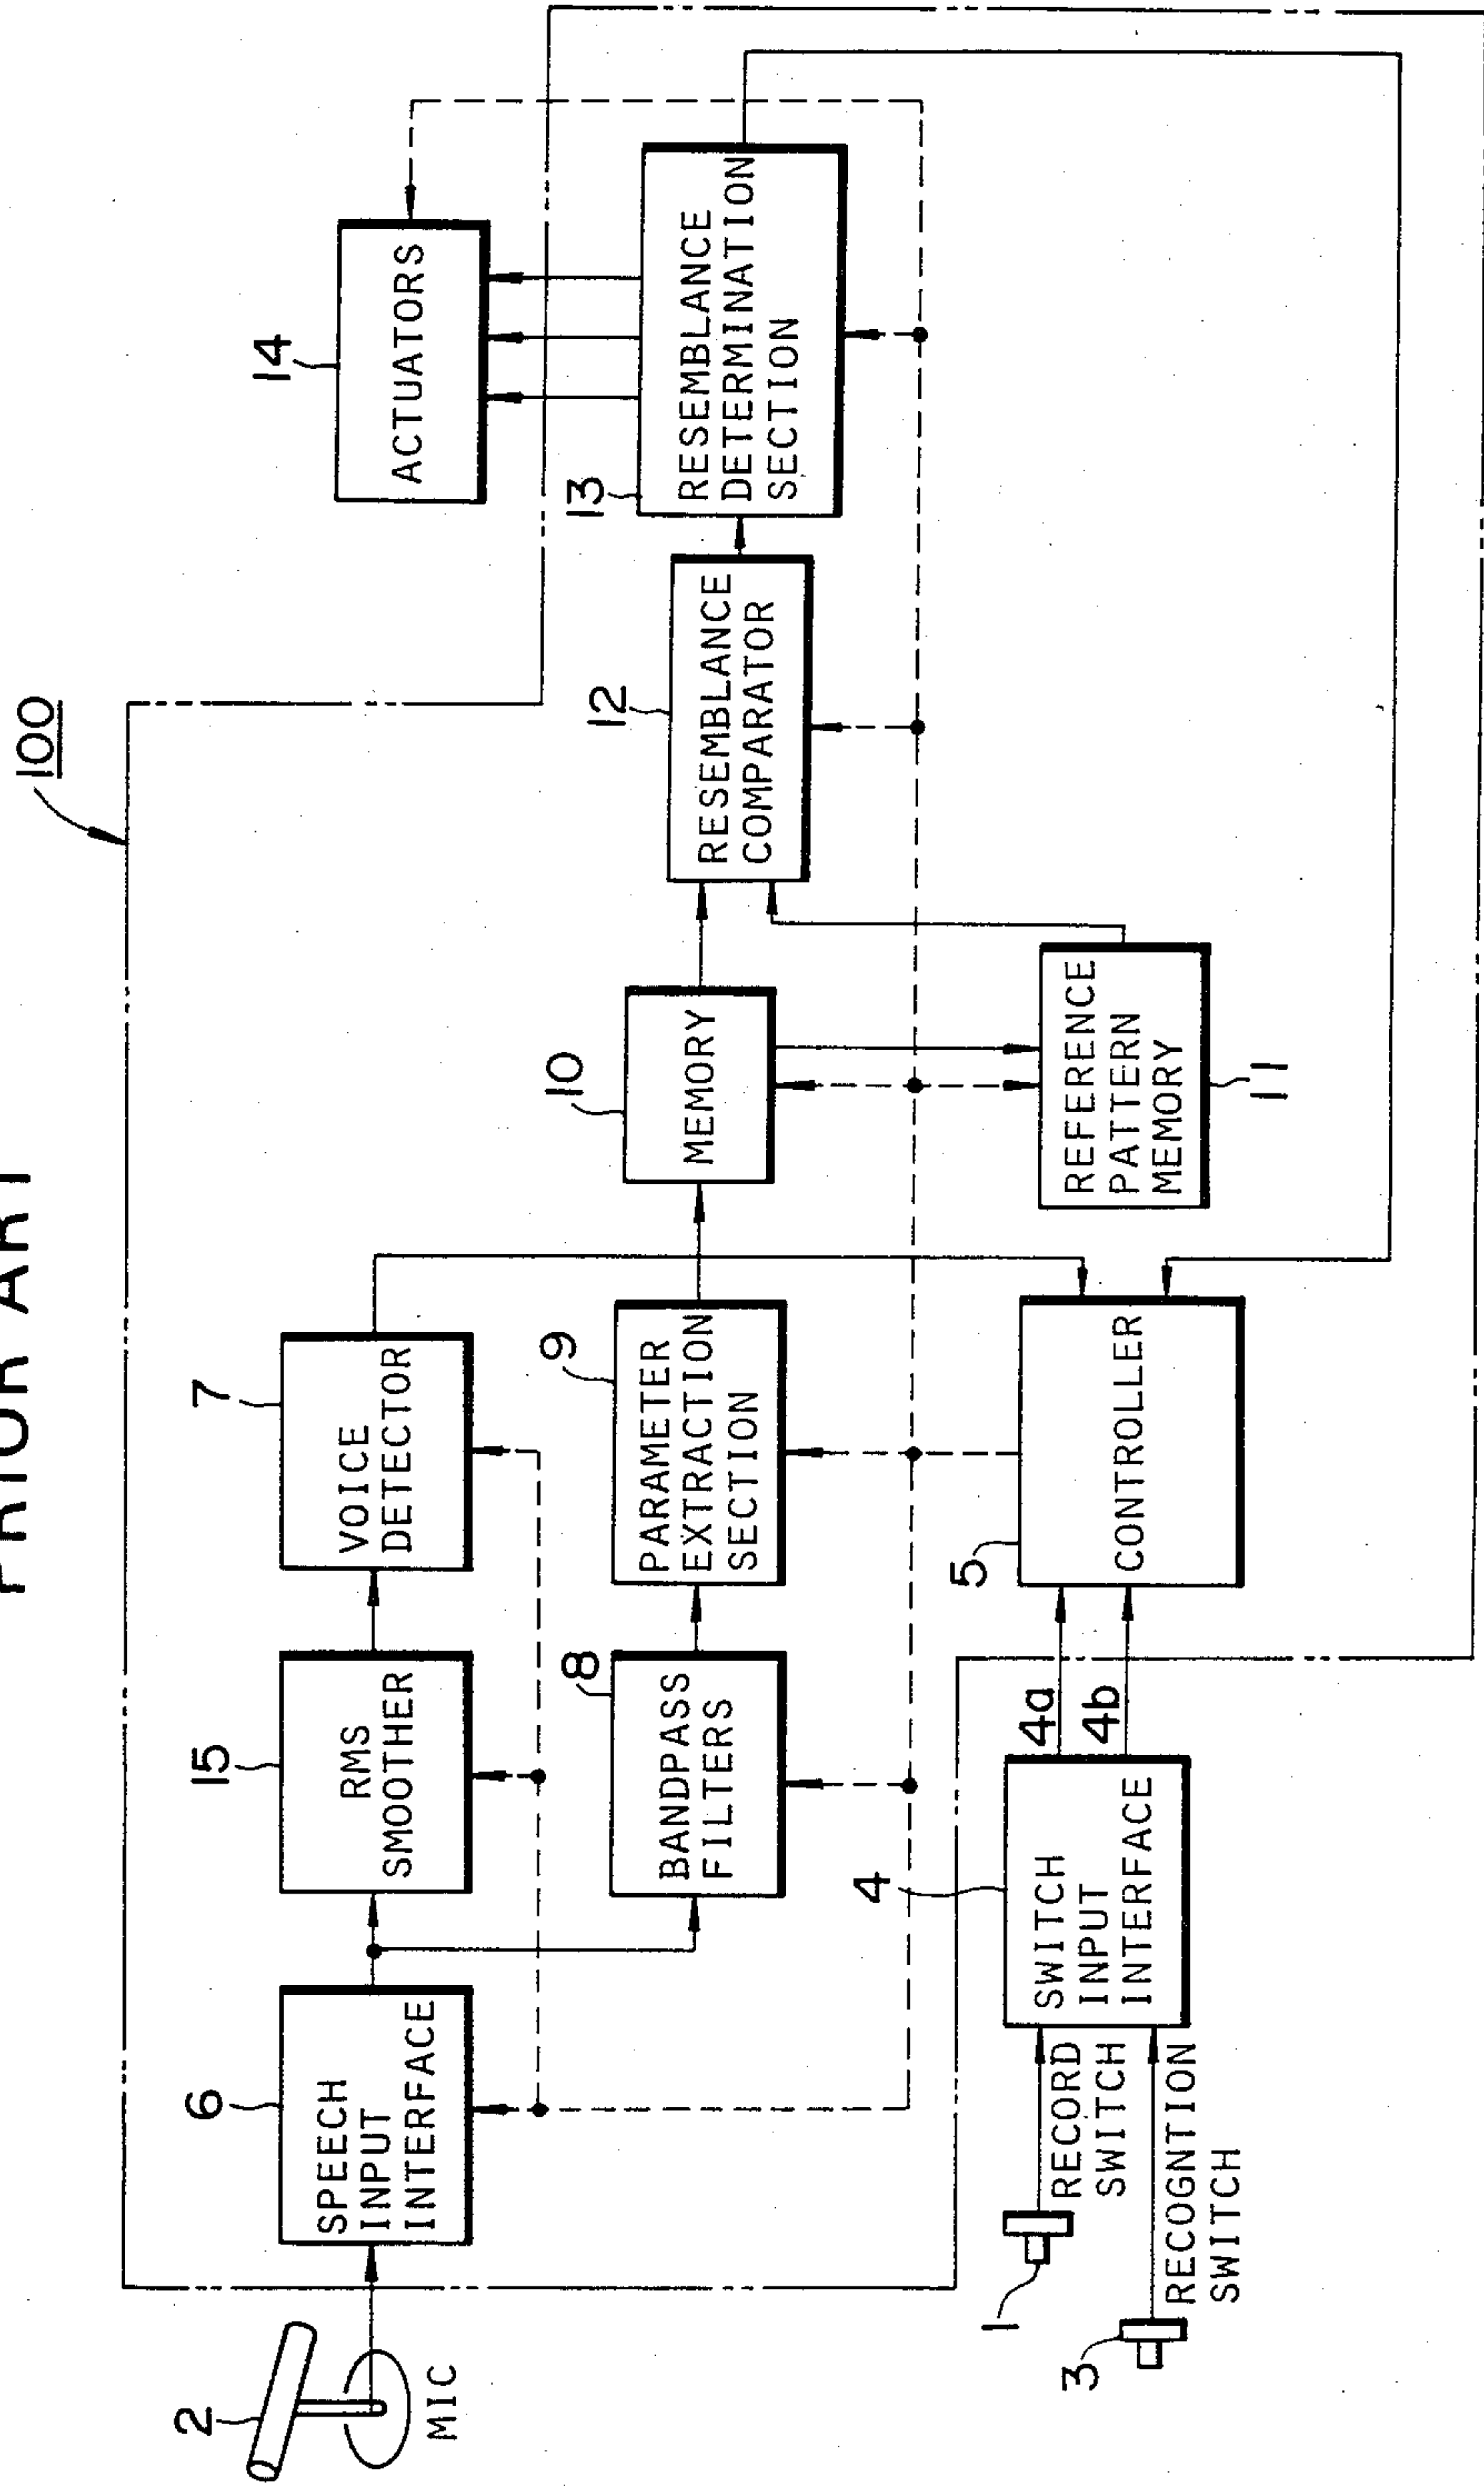 PRIOR ART
100
2
MIC
6
SPEECH
INPUT
INTERFACE
15
RMS
SMOOTHER
7
VOICE
DETECTOR
8
BANDPASS
FILTERS
9
PARAMETER
EXTRACTION
SECTION
10
MEMORY
11
REFERENCE
PATTERN
MEMORY
12
RESEMBLANCE
COMPARATOR
13
RESEMBLANCE
DETERMINATION
SECTION
14
ACTUATORS
5
CONTROLLER
4
SWITCH
INPUT
INTERFACE
4a
4b
1
RECORD
SWITCH
3
RECOGNTION
SWITCH